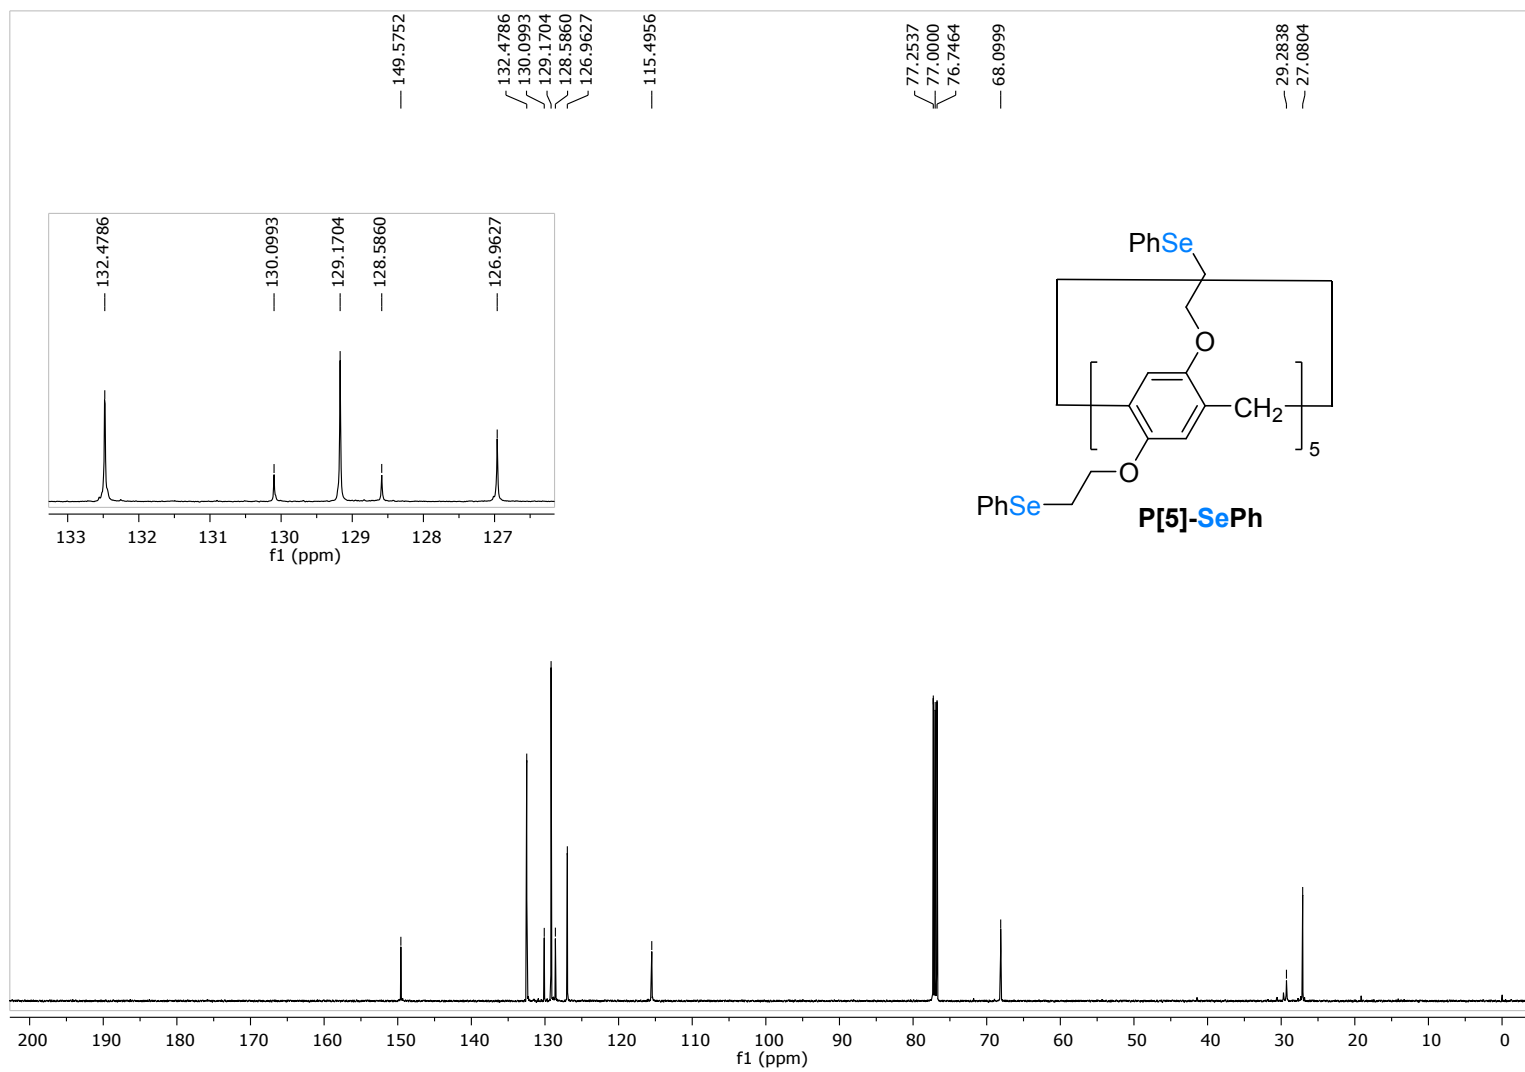 149.5752
132.4786
130.0993
129.1704
128.5860
126.9627
115.4956
77.2537
77.0000
76.7464
68.0999
29.2838
27.0804
132.4786
130.0993
129.1704
128.5860
126.9627
133 132 131 130 129 128 127
f1 (ppm)
PhSe
O
CH2
5
O
PhSe
P[5]-SePh
200 190 180 170 160 150 140 130 120 110 100 90 80 70 60 50 40 30 20 10 0
f1 (ppm)